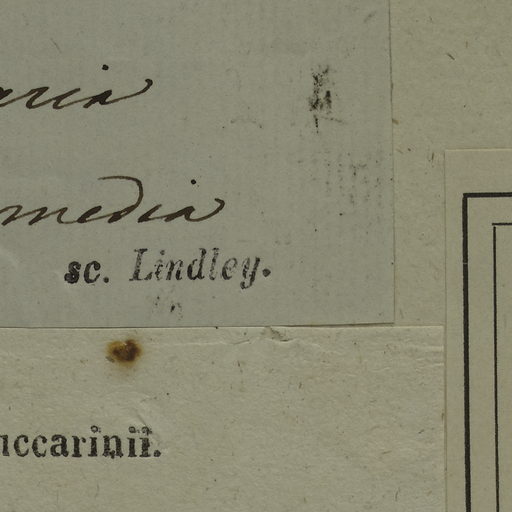 aria
media
sc. Lindley.
uccarinii.